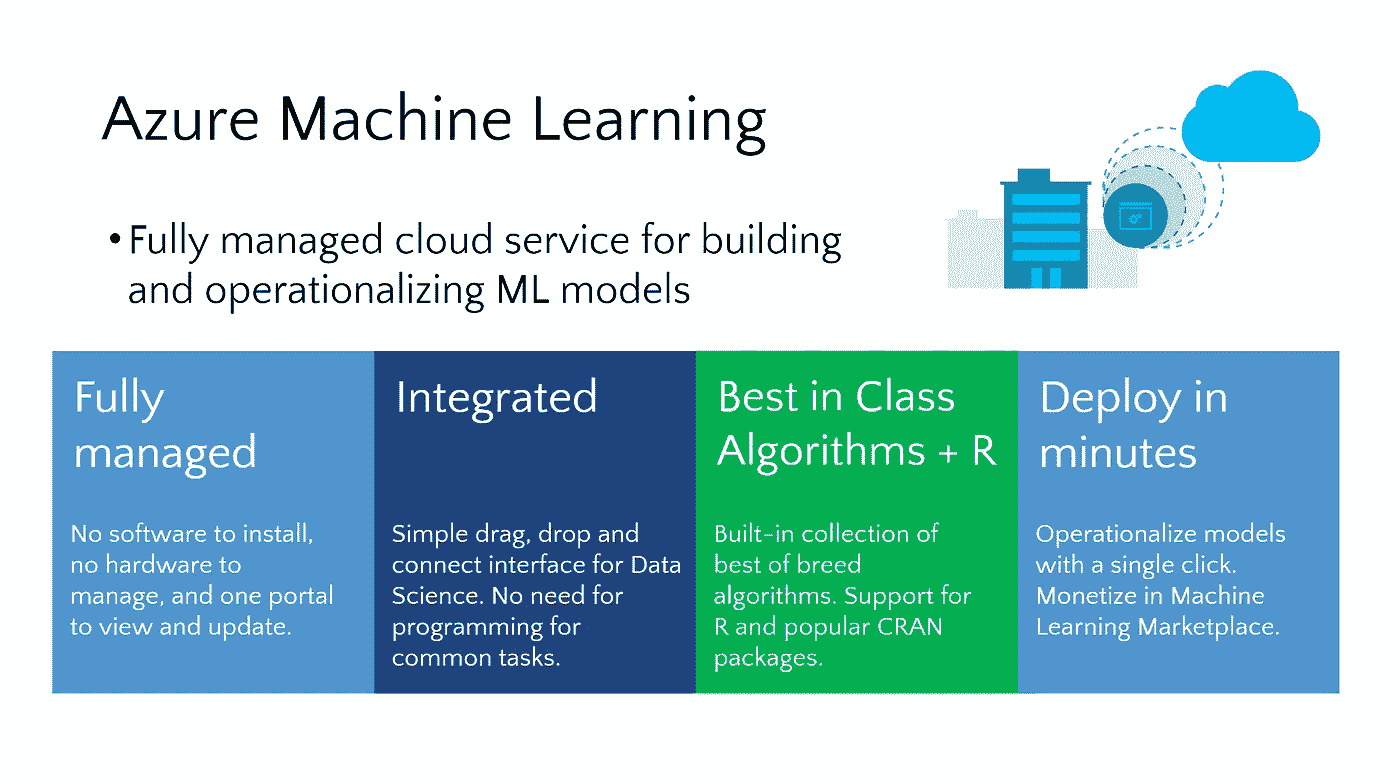 Azure Machine Learning
•Fully managed cloud service for building
and operationalizing ML models
Fully
managed
No software to install,
no hardware to
manage, and one portal
to view and update.
Integrated
Simple drag, drop and
connect interface for Data
Science. No need for
programming for
common tasks.
Best in Class
Algorithms + R
Built-in collection of
best of breed
algorithms. Support for
R and popular CRAN
packages.
Deploy in
minutes
Operationalize models
with a single click.
Monetize in Machine
Learning Marketplace.